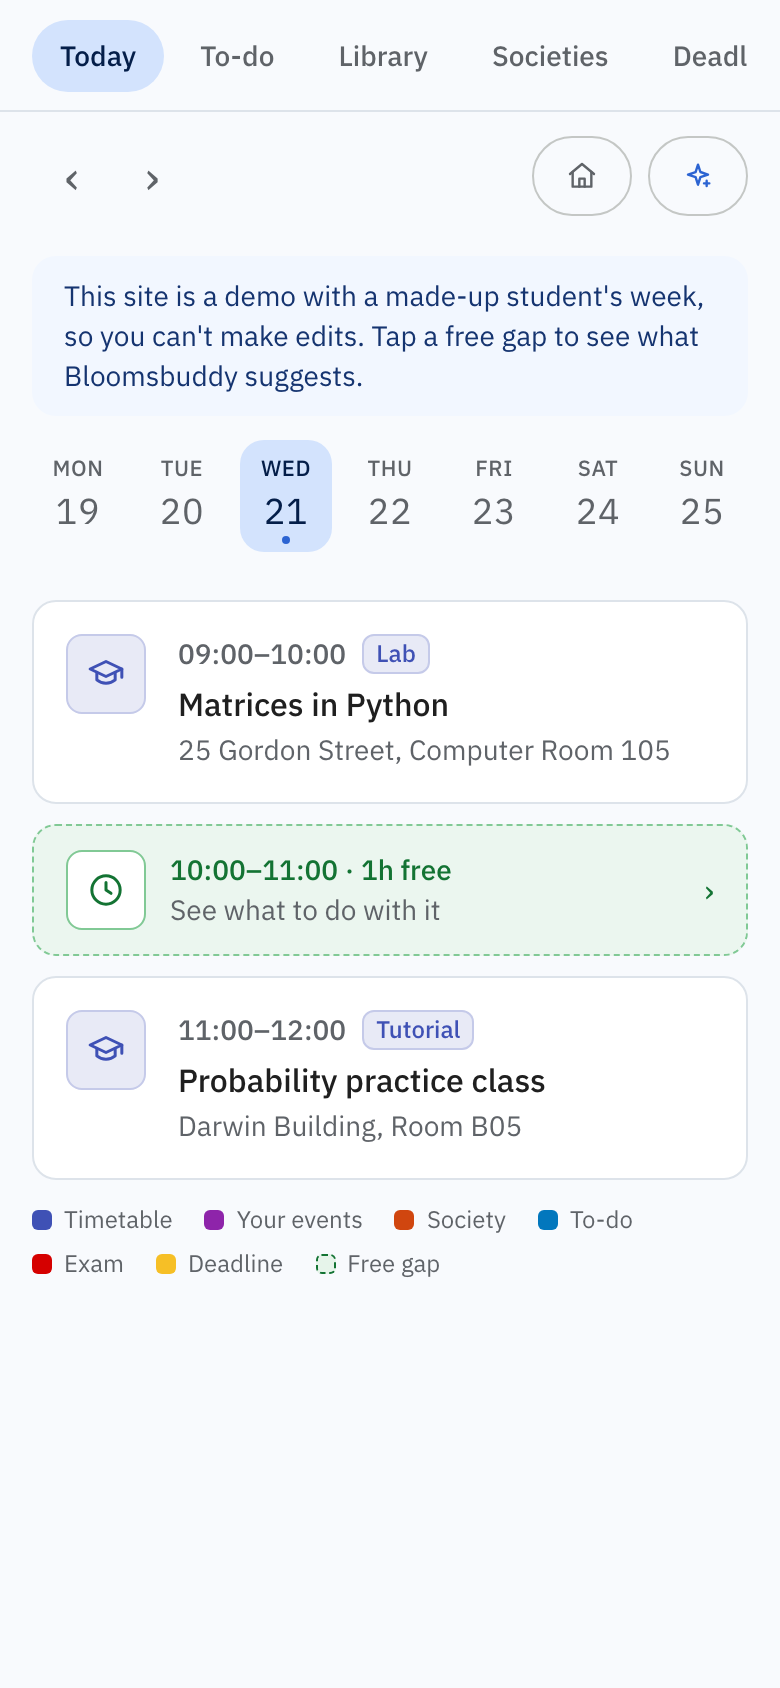 Today To-do Library Societies Deadl
This site is a demo with a made-up student's week,
so you can't make edits. Tap a free gap to see what
Bloomsbuddy suggests.
MON TUE WED THU FRI SAT SUN
19 20 21 22 23 24 25
09:00–10:00 Lab
Matrices in Python
25 Gordon Street, Computer Room 105
10:00–11:00 · 1h free
See what to do with it
11:00–12:00 Tutorial
Probability practice class
Darwin Building, Room B05
Timetable Your events Society To-do
Exam Deadline Free gap